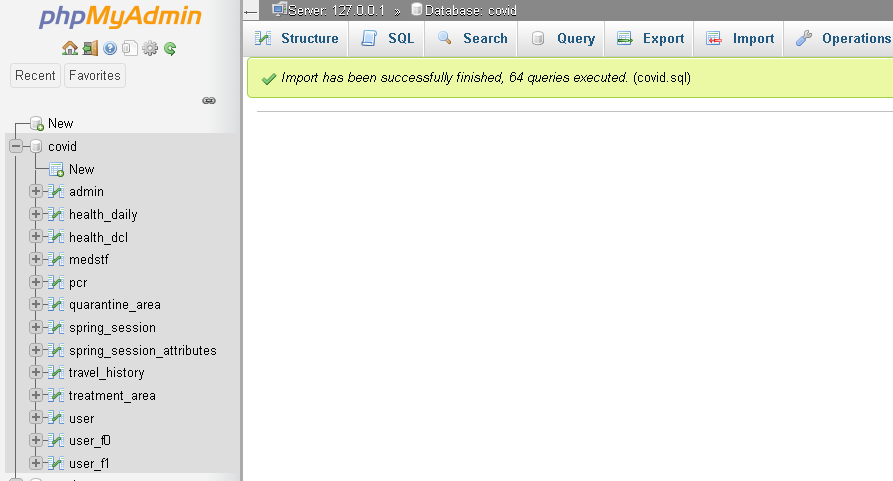 phpMyAdmin
Recent Favorites
New
covid
New
admin
health_daily
health_dcl
medstf
pcr
quarantine_area
spring_session
spring_session_attributes
travel_history
treatment_area
user
user_f0
user_f1
Server: 127.0.0.1 » Database: covid
Structure SQL Search Query Export Import Operations
Import has been successfully finished, 64 queries executed. (covid.sql)